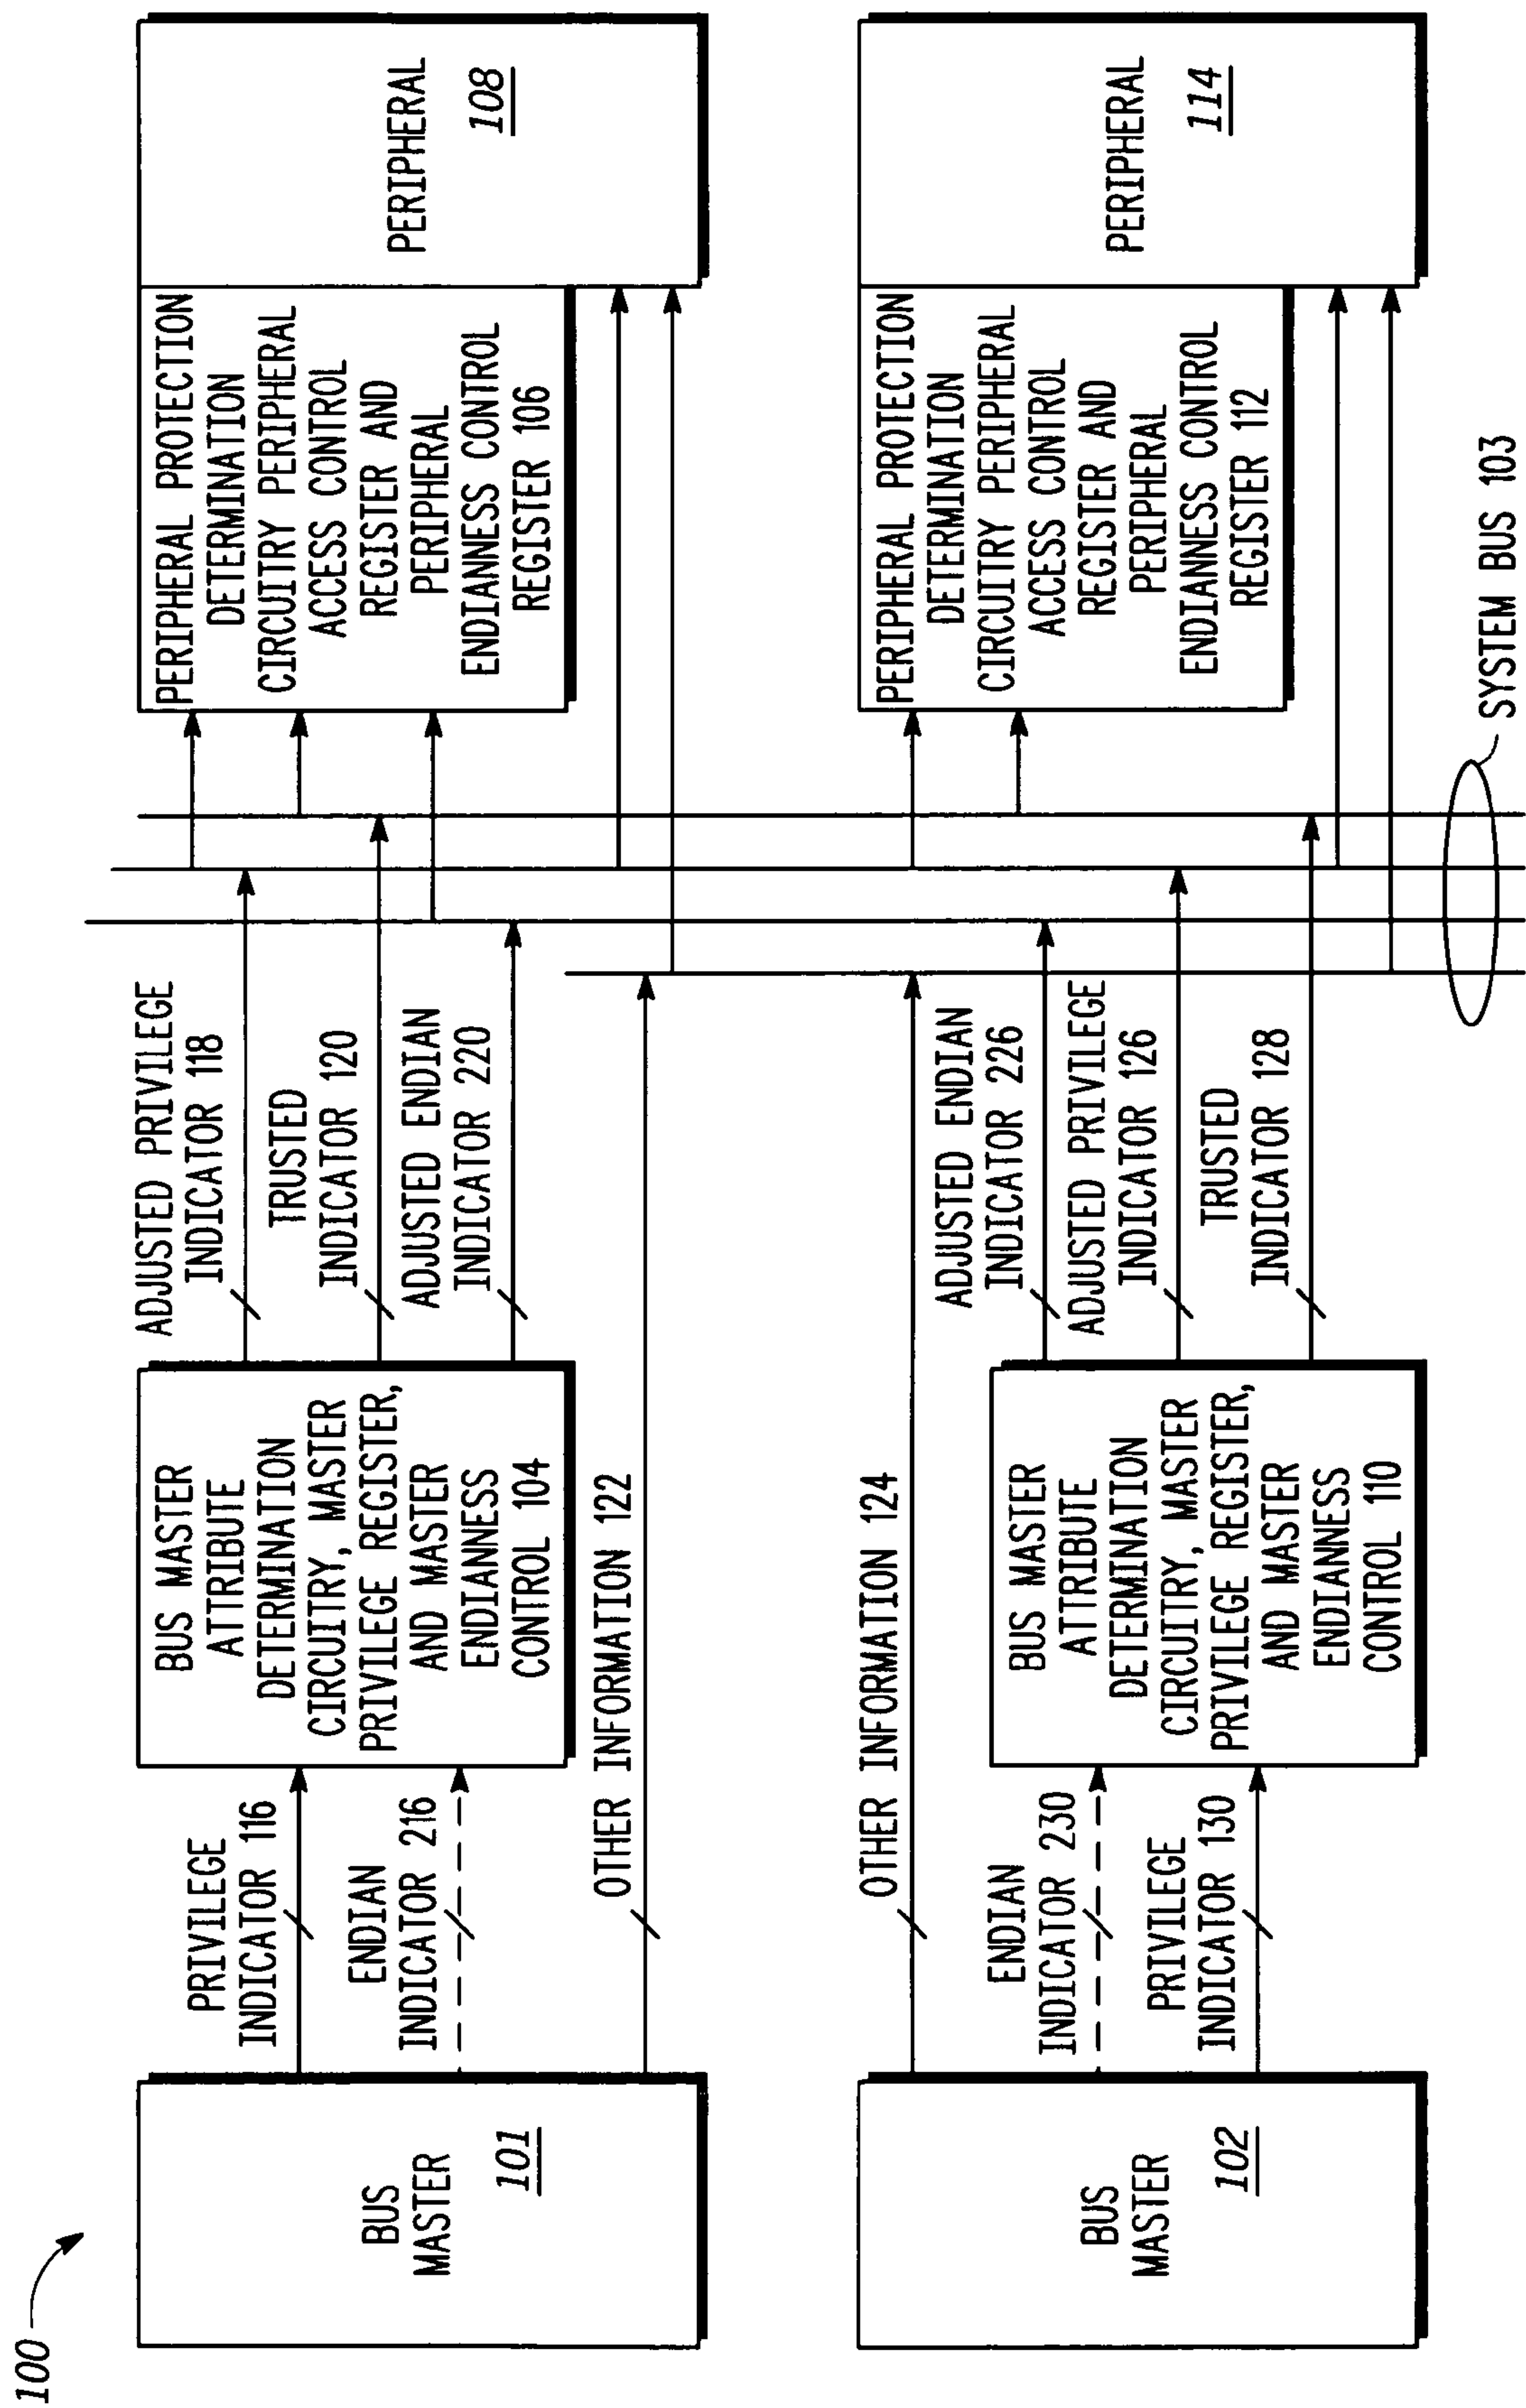 100
BUS
MASTER
101
PRIVILEGE
INDICATOR 116
ENDIAN
INDICATOR 216
BUS MASTER
ATTRIBUTE
DETERMINATION
CIRCUITRY, MASTER
PRIVILEGE REGISTER,
AND MASTER
ENDIANNESS
CONTROL 104
OTHER INFORMATION 122
ADJUSTED PRIVILEGE
INDICATOR 118
TRUSTED
INDICATOR 120
ADJUSTED ENDIAN
INDICATOR 220
PERIPHERAL PROTECTION
DETERMINATION
CIRCUITRY PERIPHERAL
ACCESS CONTROL
REGISTER AND
PERIPHERAL
ENDIANNESS CONTROL
REGISTER 106
PERIPHERAL
108
BUS
MASTER
102
OTHER INFORMATION 124
ENDIAN
INDICATOR 230
PRIVILEGE
INDICATOR 130
BUS MASTER
ATTRIBUTE
DETERMINATION
CIRCUITRY, MASTER
PRIVILEGE REGISTER,
AND MASTER
ENDIANNESS
CONTROL 110
ADJUSTED ENDIAN
INDICATOR 226
ADJUSTED PRIVILEGE
INDICATOR 126
TRUSTED
INDICATOR 128
PERIPHERAL PROTECTION
DETERMINATION
CIRCUITRY PERIPHERAL
ACCESS CONTROL
REGISTER AND
PERIPHERAL
ENDIANNESS CONTROL
REGISTER 112
PERIPHERAL
114
SYSTEM BUS 103